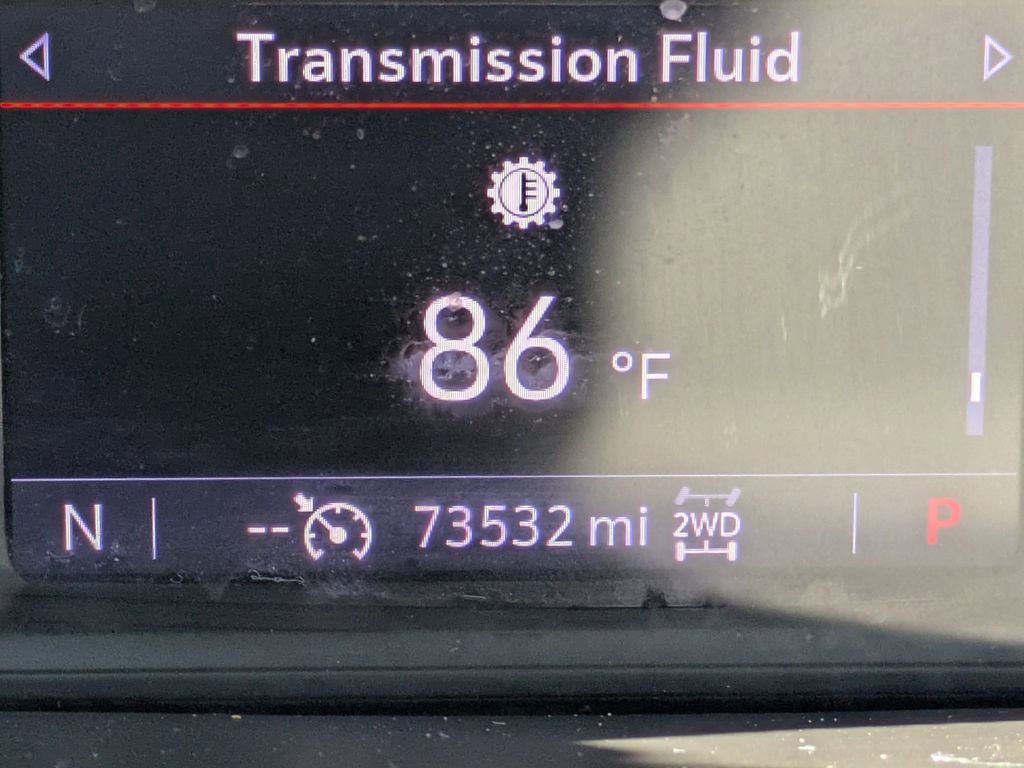 Transmission Fluid
86 °F
N -- 73532 mi 2WD P